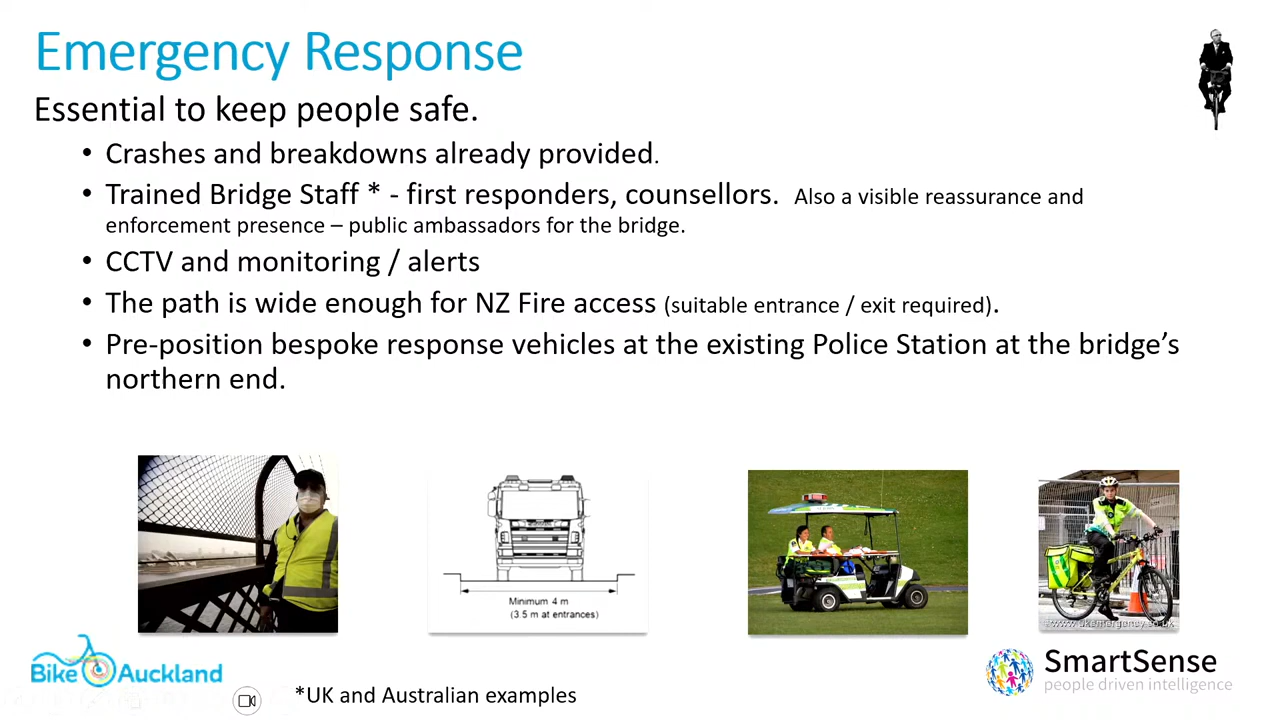 Emergency Response
Essential to keep people safe.
• Crashes and breakdowns already provided.
• Trained Bridge Staff * - first responders, counsellors. Also a visible reassurance and
enforcement presence – public ambassadors for the bridge.
• CCTV and monitoring / alerts
• The path is wide enough for NZ Fire access (suitable entrance / exit required).
• Pre-position bespoke response vehicles at the existing Police Station at the bridge’s
northern end.
Minimum 4 m
(3.5 m at entrances)
www.ukemergency.co.uk
Bike Auckland
*UK and Australian examples
SmartSense
people driven intelligence